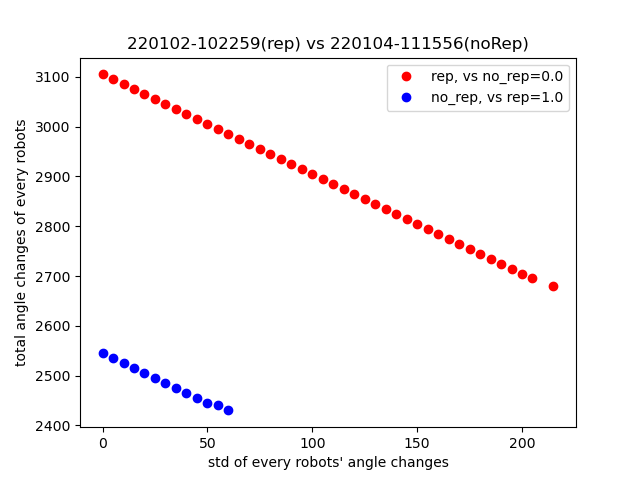 220102-102259(rep) vs 220104-111556(noRep)
rep, vs no_rep=0.0
no_rep, vs rep=1.0
total angle changes of every robots
3100
3000
2900
2800
2700
2600
2500
2400
0 50 100 150 200
std of every robots' angle changes